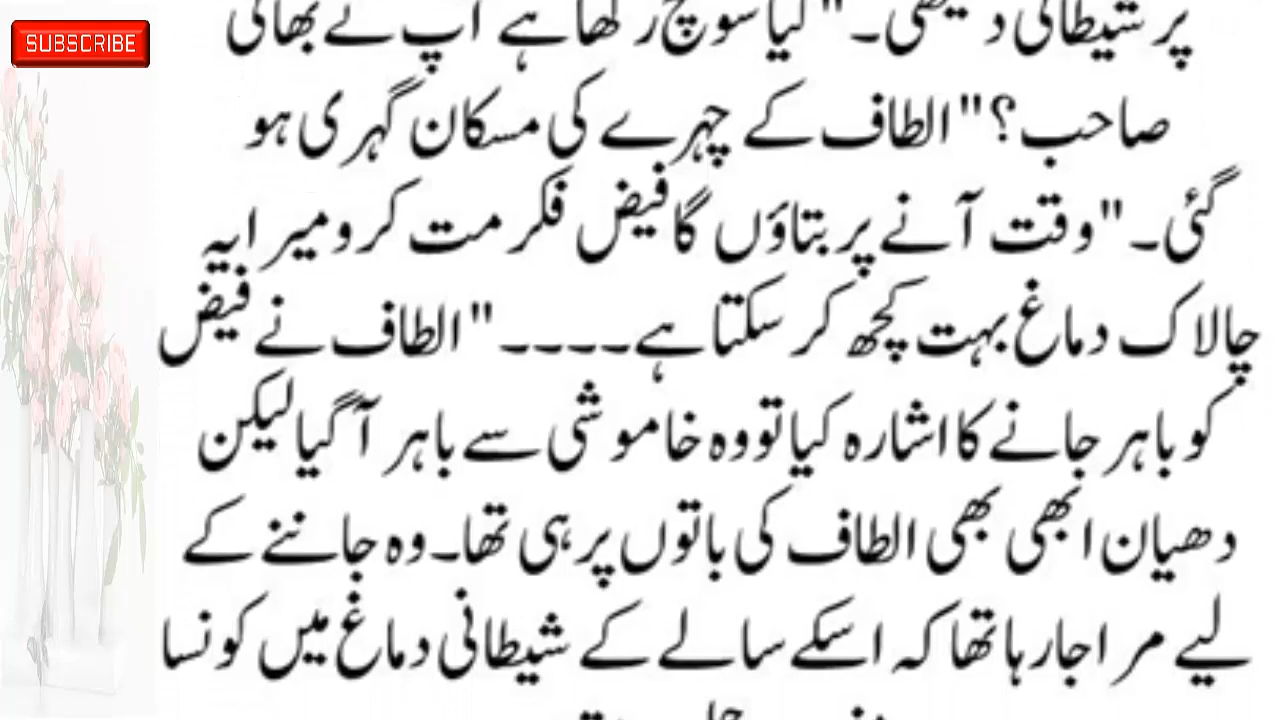 SUBSCRIBE
پر شیطانی دیکھی۔ "کیا سوچ رکھا ہے آپ نے بھائی
صاحب؟" الطاف کے چہرے کی مسکان گہری ہو
گئی۔ "وقت آنے پر بتاؤں گا فیض فکر مت کرو میرا یہ
چالاک دماغ بہت کچھ کر سکتا ہے۔۔۔۔" الطاف نے فیض
کو باہر جانے کا اشارہ کیا تو وہ خاموشی سے باہر آ گیا لیکن
دھیان ابھی بھی الطاف کی باتوں پر ہی تھا۔ وہ جاننے کے
لیے مرا جا رہا تھا کہ اسکے سالے کے شیطانی دماغ میں کونسا